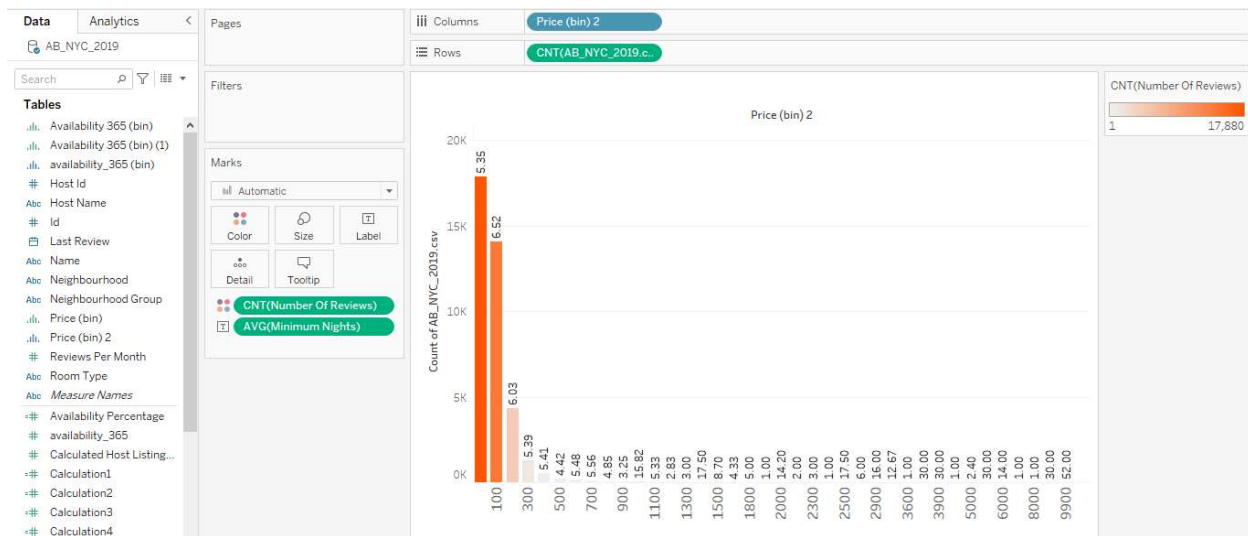 Data
Analytics
<
AB_NYC_2019
Search
Tables
Availability 365 (bin)
Availability 365 (bin) (1)
availability_365 (bin)
# Host Id
Abc Host Name
# Id
Last Review
Abc Name
Abc Neighbourhood
Abc Neighbourhood Group
Price (bin)
Price (bin) 2
# Reviews Per Month
Abc Room Type
Abc Measure Names
=# Availability Percentage
# availability_365
# Calculated Host Listing...
=# Calculation1
=# Calculation2
=# Calculation3
=# Calculation4
Pages
Filters
Marks
Automatic
Color
Size
T Label
Detail
Tooltip
CNT(Number Of Reviews)
T AVG(Minimum Nights)
Columns
Price (bin) 2
Rows
CNT(AB_NYC_2019.c..
Price (bin) 2
Count of AB_NYC_2019.csv
20K
15K
10K
5K
0K
5.35
6.52
6.03
5.39
5.41
4.42
5.48
5.56
4.85
3.25
15.82
5.33
2.83
3.00
17.50
8.70
4.33
5.00
1.00
14.20
2.00
3.00
1.00
17.50
6.00
16.00
12.67
1.00
30.00
30.00
1.00
2.40
30.00
14.00
1.00
1.00
30.00
52.00
100
300
500
700
900
1100
1300
1500
1800
2000
2300
2500
2900
3600
3900
5000
6000
8000
9900
CNT(Number Of Reviews)
1
17,880